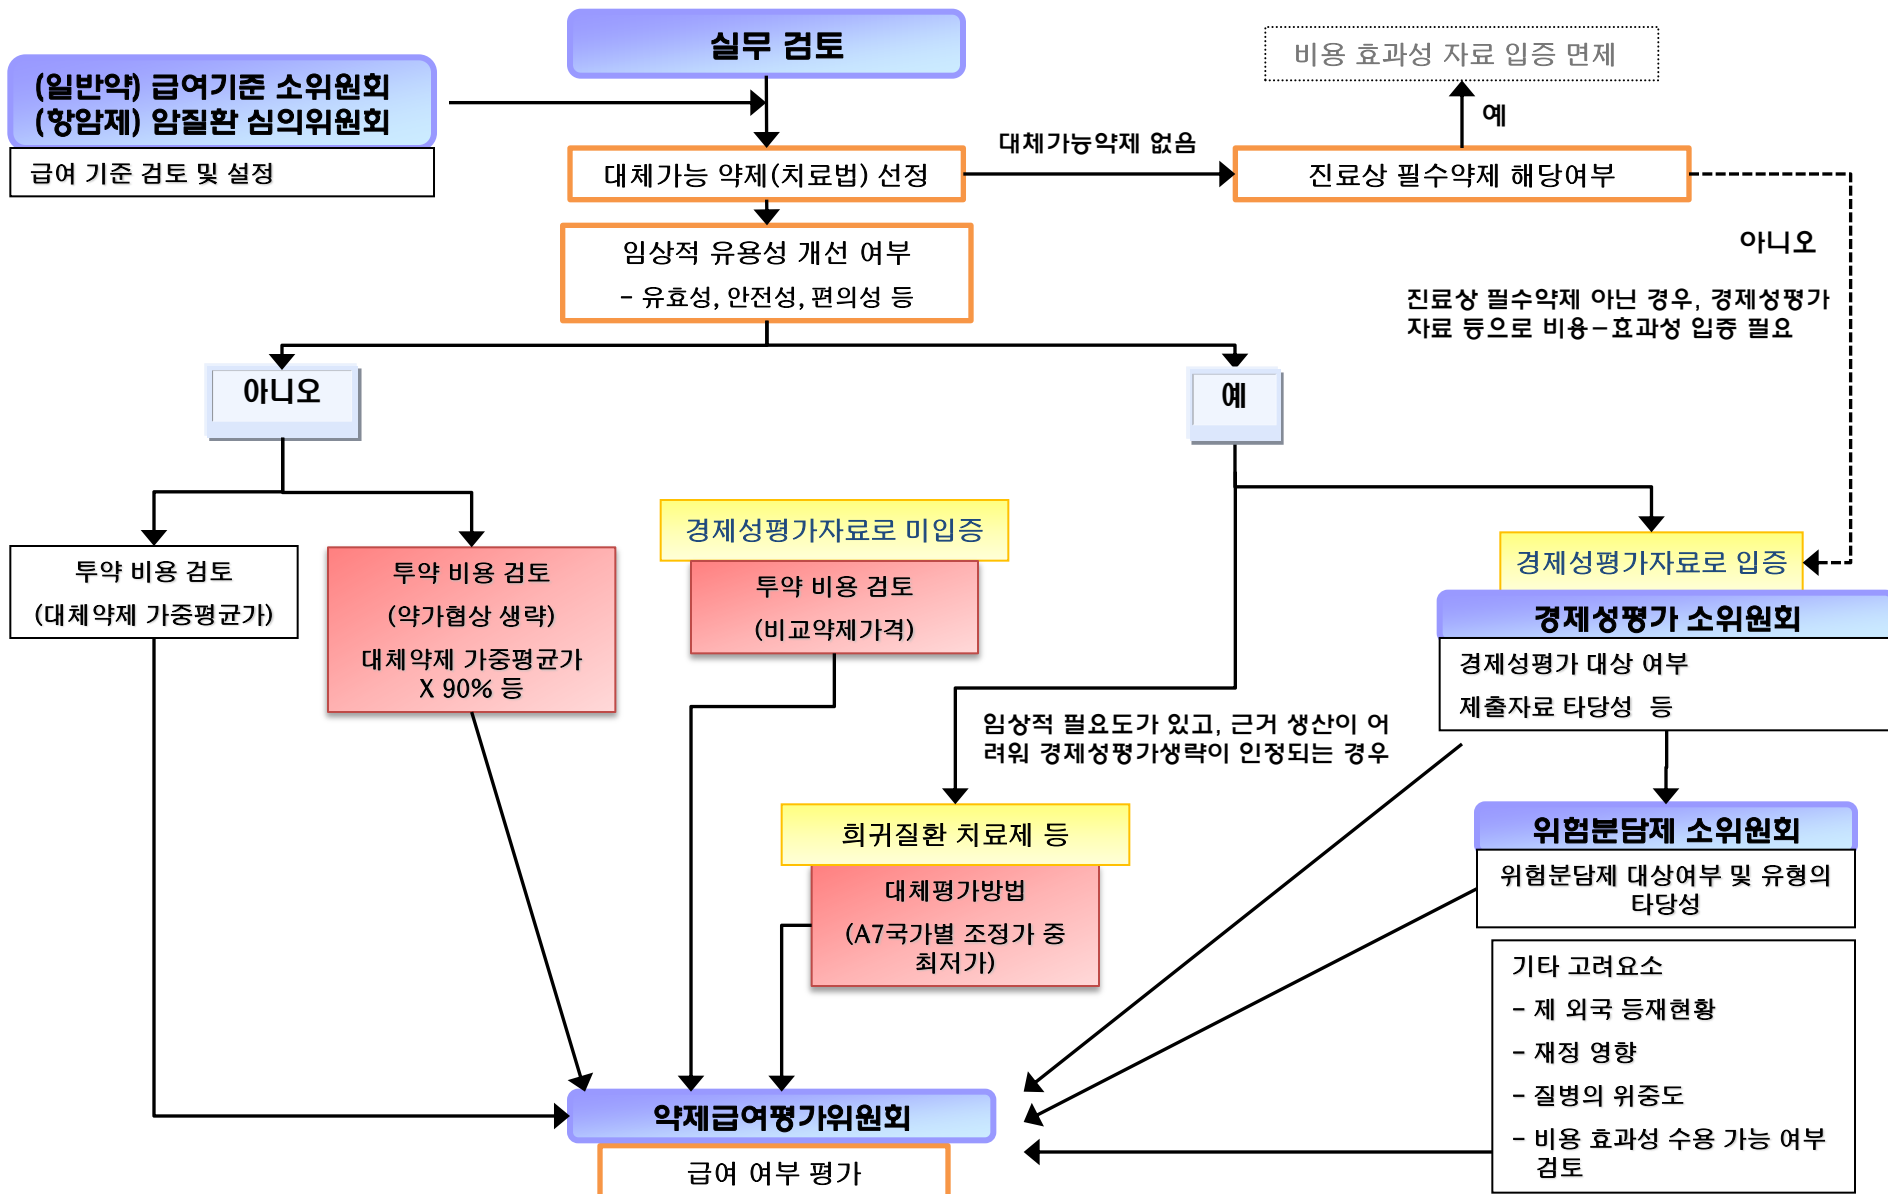 실무 검토
비용 효과성 자료 입증 면제
(일반약) 급여기준 소위원회
(항암제) 암질환 심의위원회
급여 기준 검토 및 설정
예
대체가능약제 없음
대체가능 약제(치료법) 선정
진료상 필수약제 해당여부
임상적 유용성 개선 여부
- 유효성, 안전성, 편의성 등
아니오
진료상 필수약제 아닌 경우, 경제성평가
자료 등으로 비용-효과성 입증 필요
아니오
예
투약 비용 검토
(대체약제 가중평균가)
투약 비용 검토
(약가협상 생략)
대체약제 가중평균가
X 90% 등
경제성평가자료로 미입증
투약 비용 검토
(비교약제가격)
경제성평가자료로 입증
경제성평가 소위원회
경제성평가 대상 여부
제출자료 타당성 등
임상적 필요도가 있고, 근거 생산이 어
려워 경제성평가생략이 인정되는 경우
희귀질환 치료제 등
대체평가방법
(A7국가별 조정가 중
최저가)
위험분담제 소위원회
위험분담제 대상여부 및 유형의
타당성
기타 고려요소
- 제 외국 등재현황
- 재정 영향
- 질병의 위중도
- 비용 효과성 수용 가능 여부
검토
약제급여평가위원회
급여 여부 평가